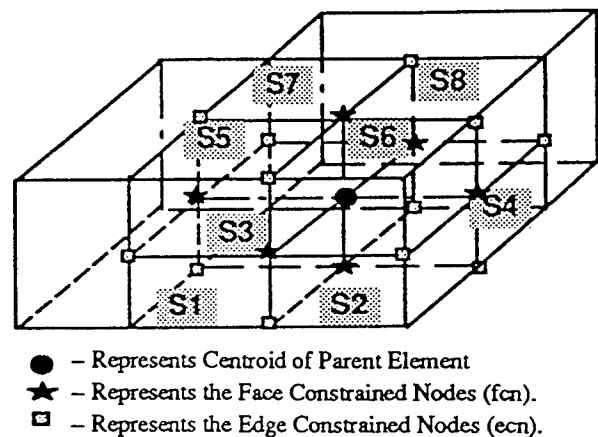 S7
S8
S5
S6
S3
S4
S1
S2
– Represents Centroid of Parent Element
– Represents the Face Constrained Nodes (fcn).
– Represents the Edge Constrained Nodes (ecn).